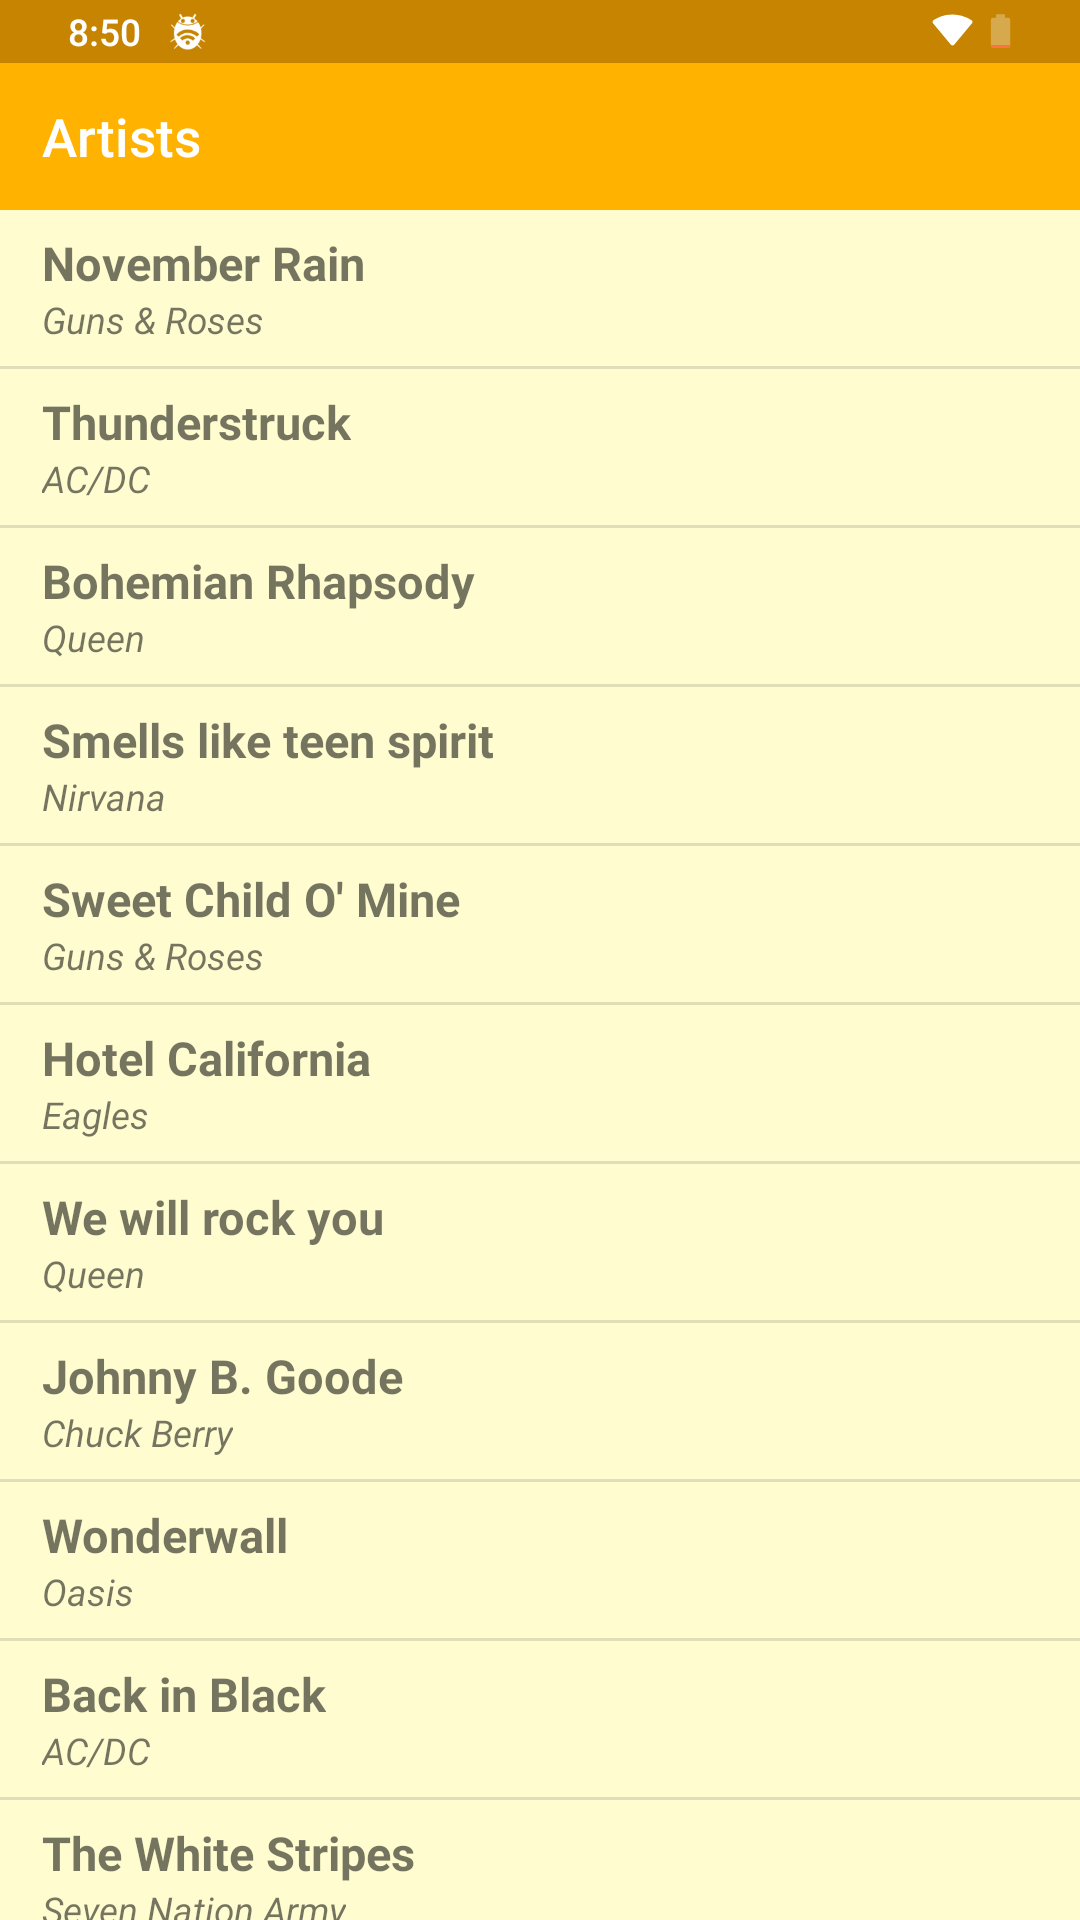 8:50
Artists
November Rain
Guns & Roses
Thunderstruck
AC/DC
Bohemian Rhapsody
Queen
Smells like teen spirit
Nirvana
Sweet Child O' Mine
Guns & Roses
Hotel California
Eagles
We will rock you
Queen
Johnny B. Goode
Chuck Berry
Wonderwall
Oasis
Back in Black
AC/DC
The White Stripes
Seven Nation Army